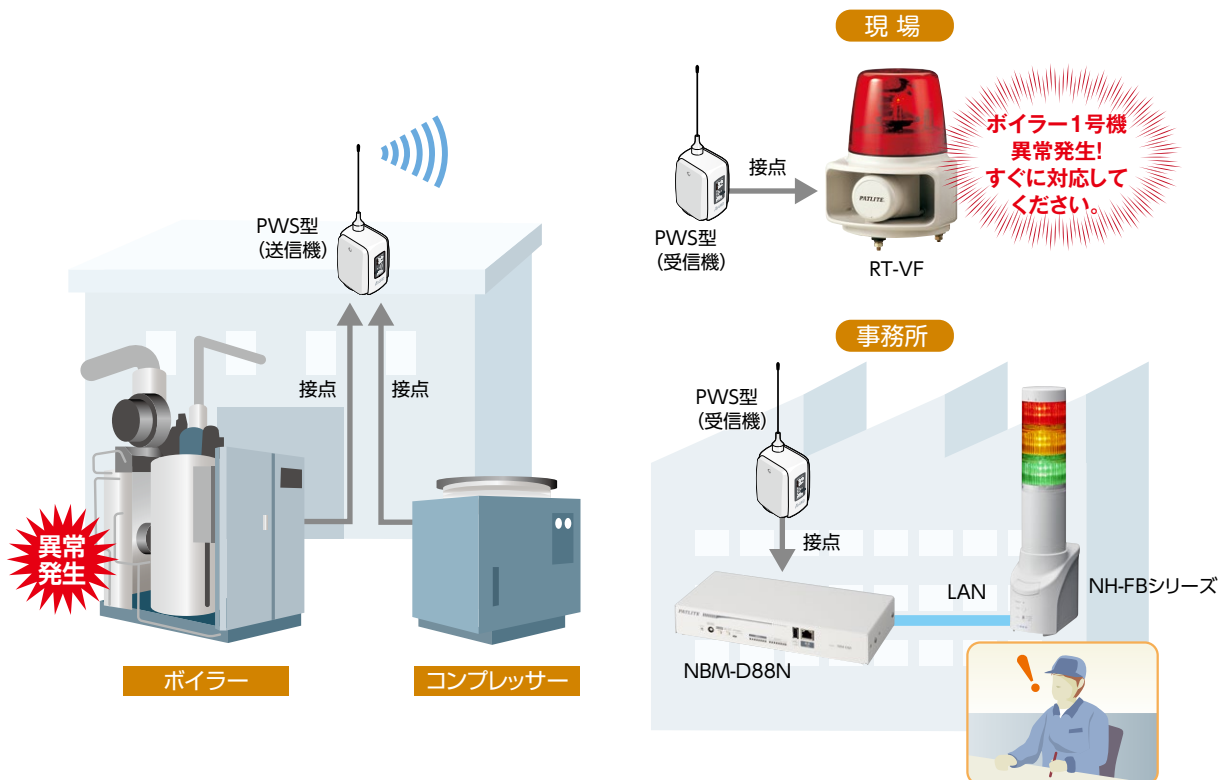 現場
PWS型
（受信機）
接点
PATLITE
RT-VF
ボイラー1号機
異常発生!
すぐに対応して
ください。
PWS型
（送信機）
接点
接点
異常
発生
ボイラー
コンプレッサー
事務所
PWS型
（受信機）
接点
PATLITE
NBM-D88N
LAN
NH-FBシリーズ
!